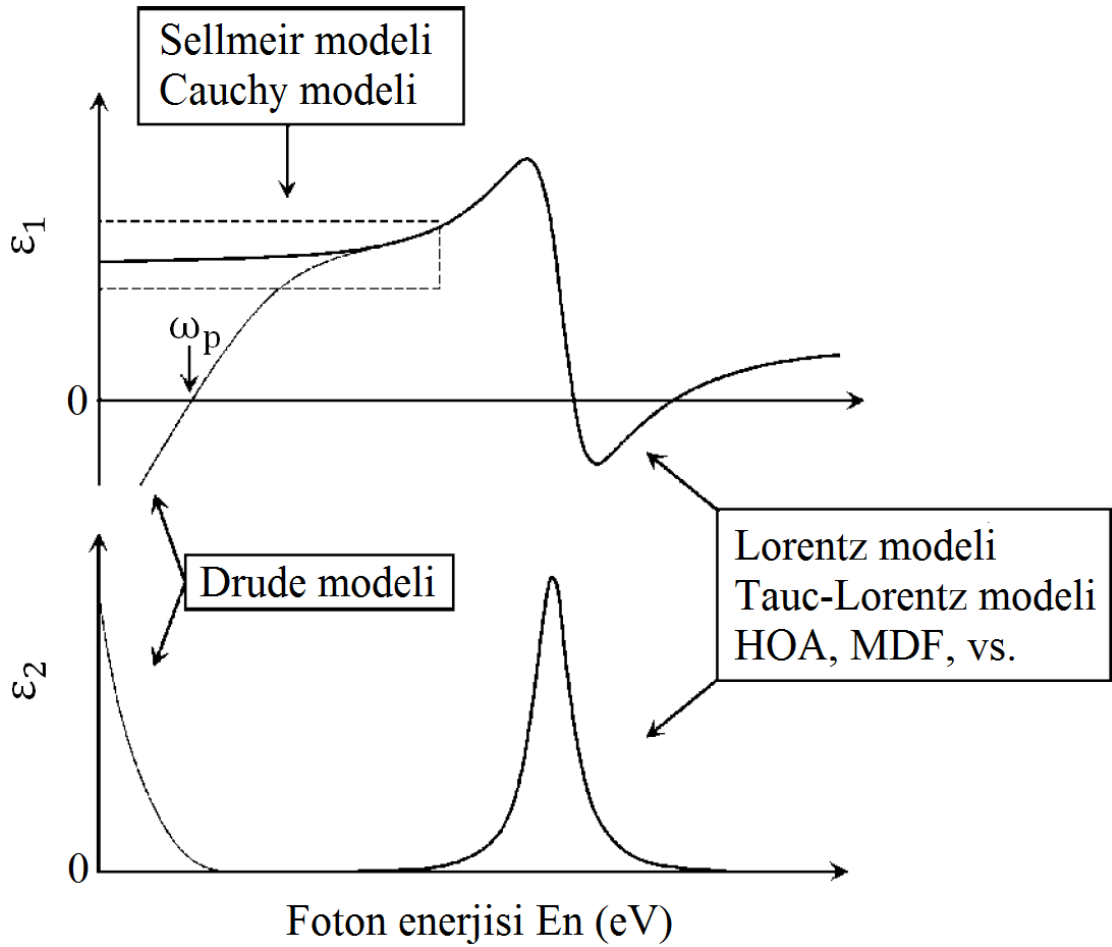 Sellmeir modeli
Cauchy modeli
ε1
ωp
0
Lorentz modeli
Tauc-Lorentz modeli
HOA, MDF, vs.
Drude modeli
ε2
0
Foton enerjisi En (eV)